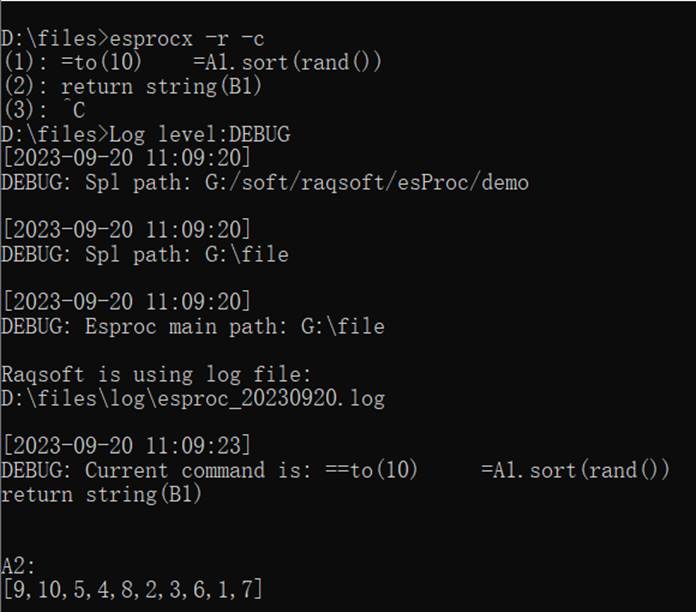 D:\files>esprocx -r -c
(1): =to(10)    =A1.sort(rand())
(2): return string(B1)
(3): ^C
D:\files>Log level:DEBUG
[2023-09-20 11:09:20]
DEBUG: Spl path: G:/soft/raqsoft/esProc/demo
[2023-09-20 11:09:20]
DEBUG: Spl path: G:\file
[2023-09-20 11:09:20]
DEBUG: Esproc main path: G:\file
Raqsoft is using log file:
D:\files\log\esproc_20230920.log
[2023-09-20 11:09:23]
DEBUG: Current command is: ==to(10)     =A1.sort(rand())
return string(B1)
A2:
[9,10,5,4,8,2,3,6,1,7]